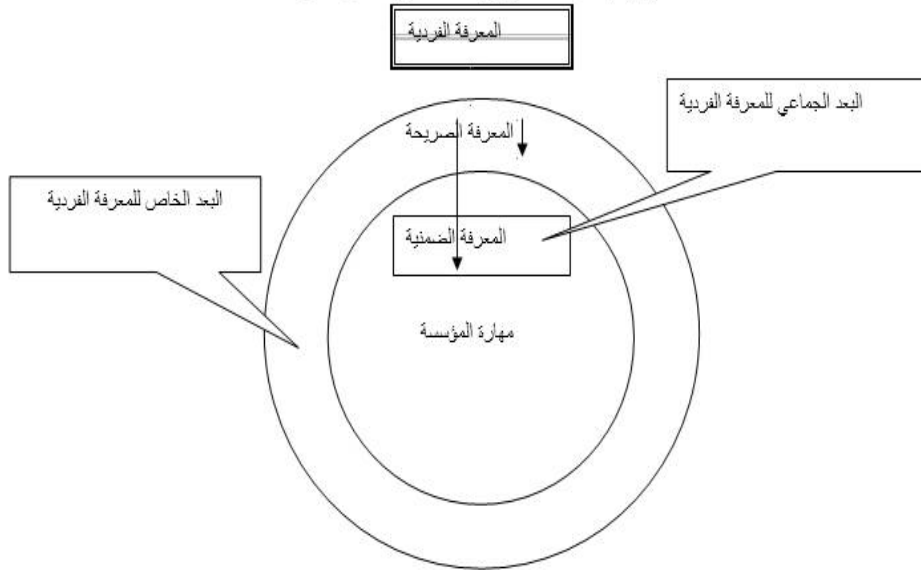 المعرفة الفردية
البعد الجماعي للمعرفة الفردية
المعرفة الصريحة
البعد الخاص للمعرفة الفردية
المعرفة الضمنية
مهارة المؤسسة